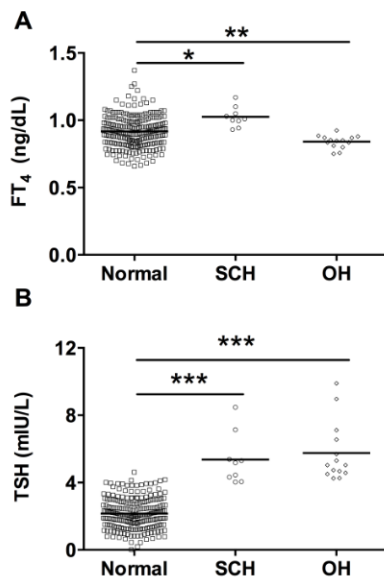 A
**
*
1.5
1.0
0.5
0.0
FT4 (ng/dL)
Normal SCH OH
B
***
***
12
8
4
0
TSH (mIU/L)
Normal SCH OH